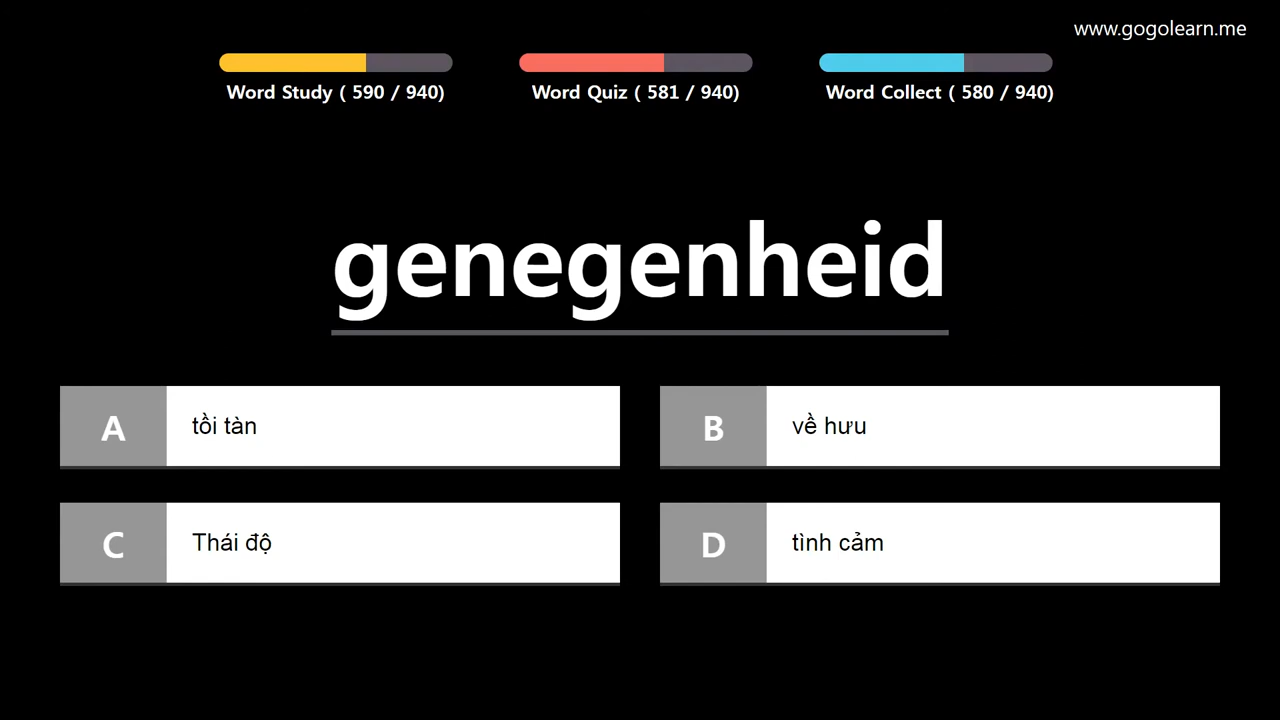 www.gogolearn.me
Word Study ( 590 / 940)
Word Quiz ( 581 / 940)
Word Collect ( 580 / 940)
genegenheid
A tồi tàn
B về hưu
C Thái độ
D tình cảm